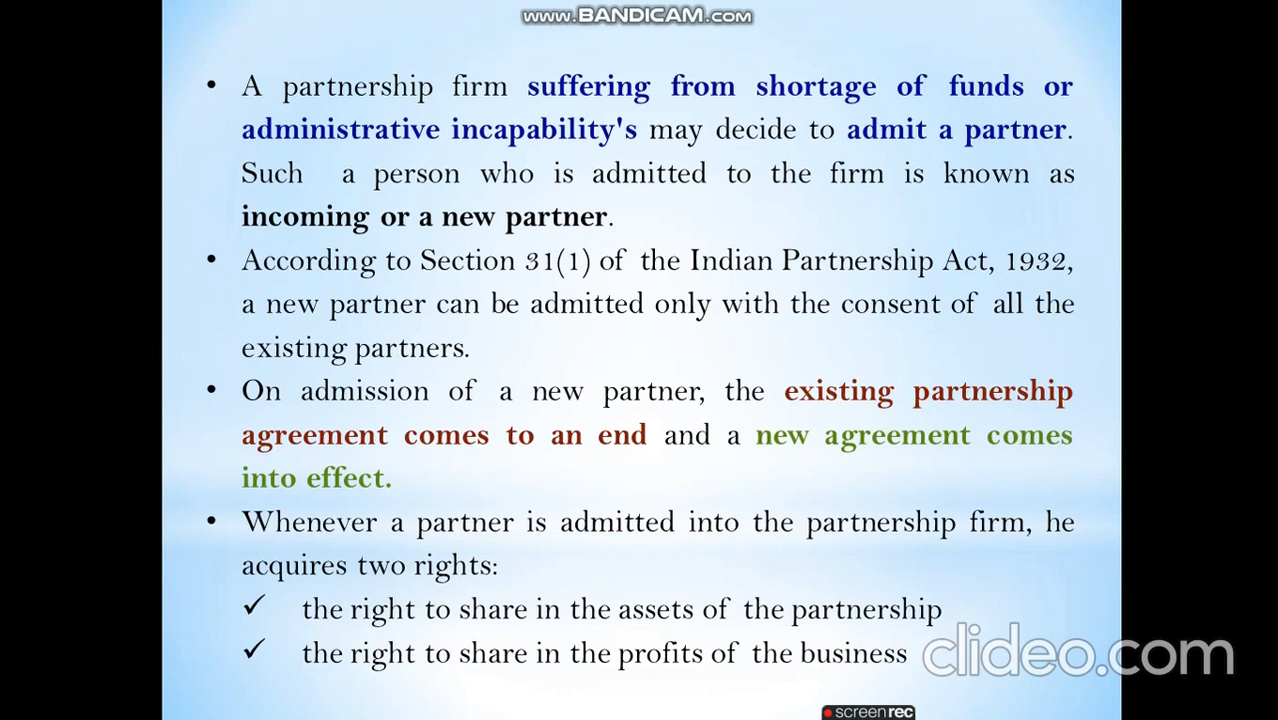 www.BANDICAM.com
• A partnership firm suffering from shortage of funds or
administrative incapability's may decide to admit a partner.
Such a person who is admitted to the firm is known as
incoming or a new partner.
• According to Section 31(1) of the Indian Partnership Act, 1932,
a new partner can be admitted only with the consent of all the
existing partners.
• On admission of a new partner, the existing partnership
agreement comes to an end and a new agreement comes
into effect.
• Whenever a partner is admitted into the partnership firm, he
acquires two rights:
✓ the right to share in the assets of the partnership
✓ the right to share in the profits of the business
clideo.com
screenrec